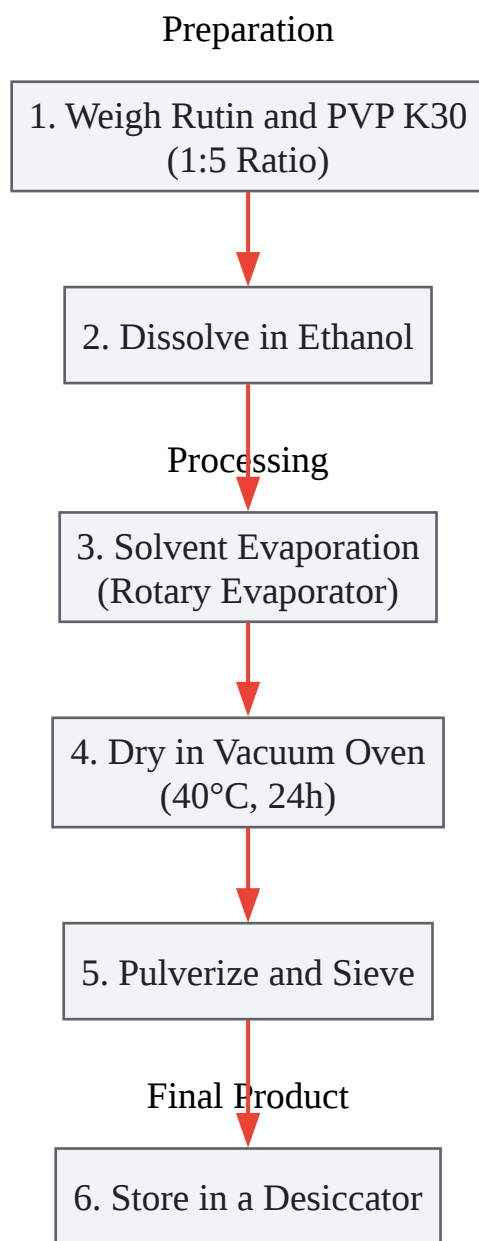 Preparation
1. Weigh Rutin and PVP K30
(1:5 Ratio)
2. Dissolve in Ethanol
Processing
3. Solvent Evaporation
(Rotary Evaporator)
4. Dry in Vacuum Oven
(40°C, 24h)
5. Pulverize and Sieve
Final Product
6. Store in a Desiccator